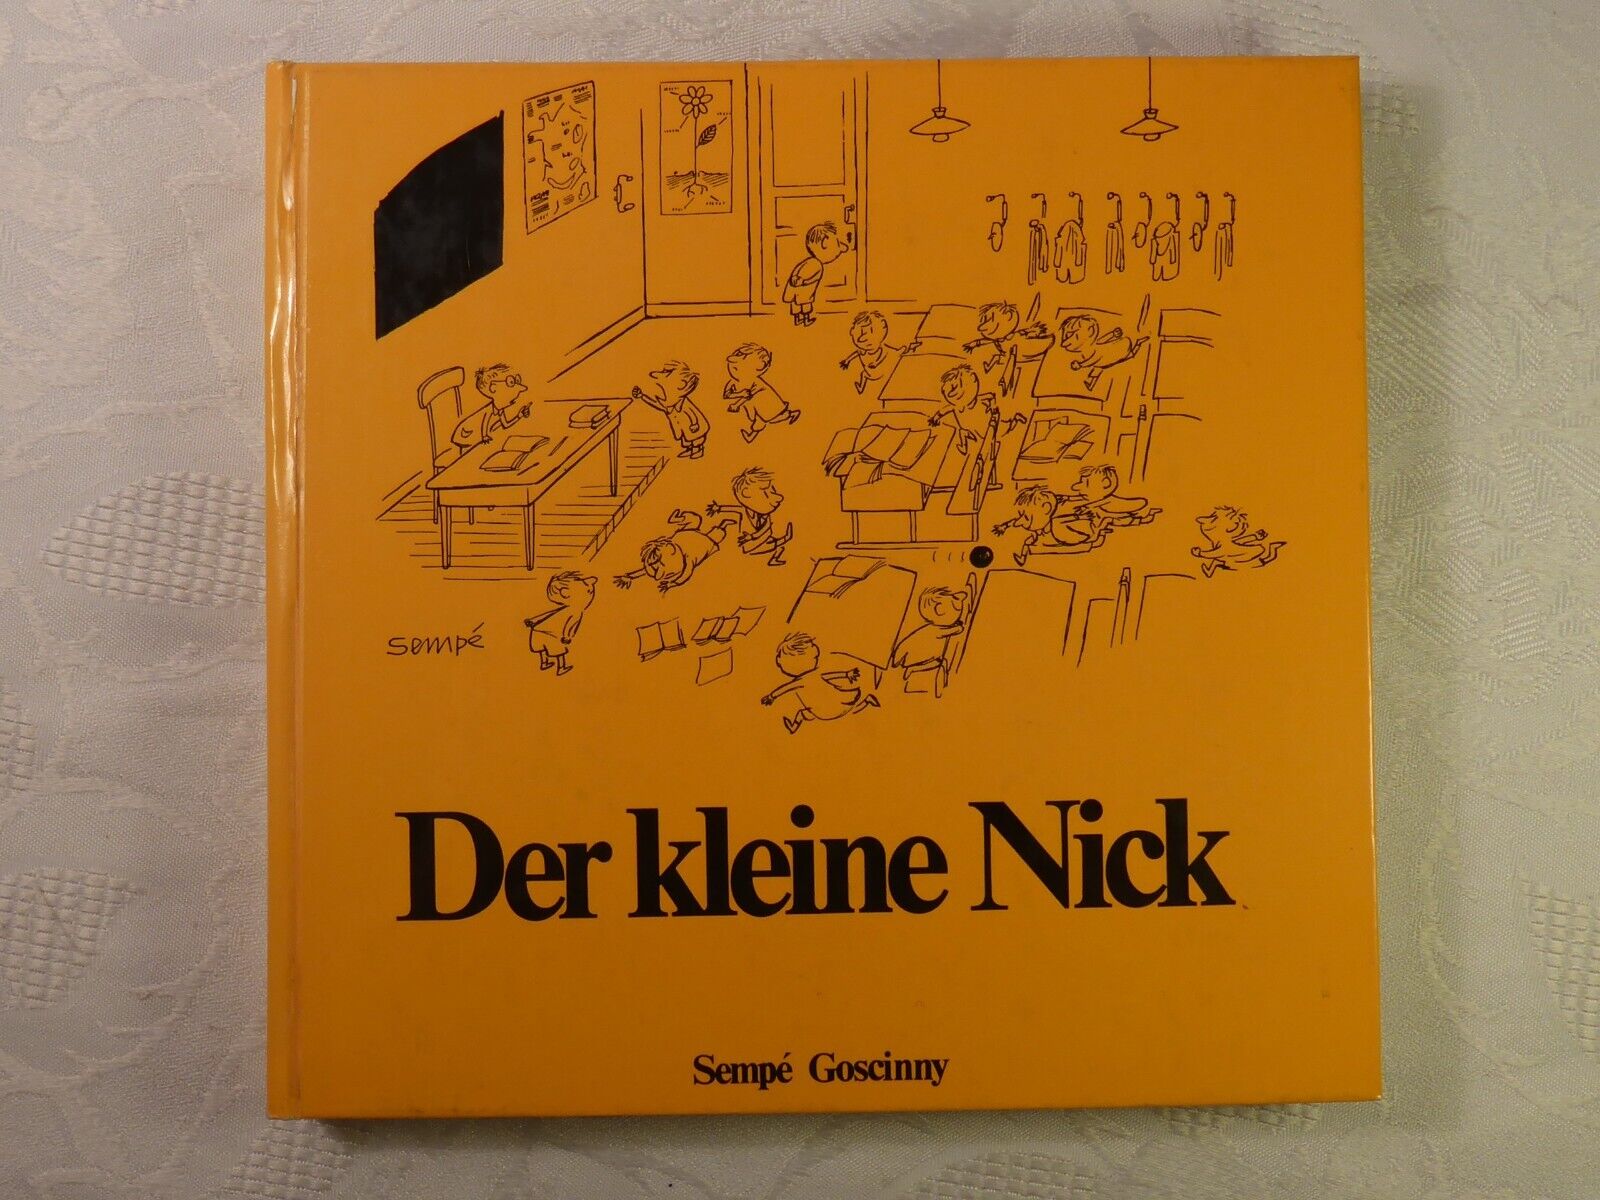 sempé
Der kleine Nick
Sempé Goscinny